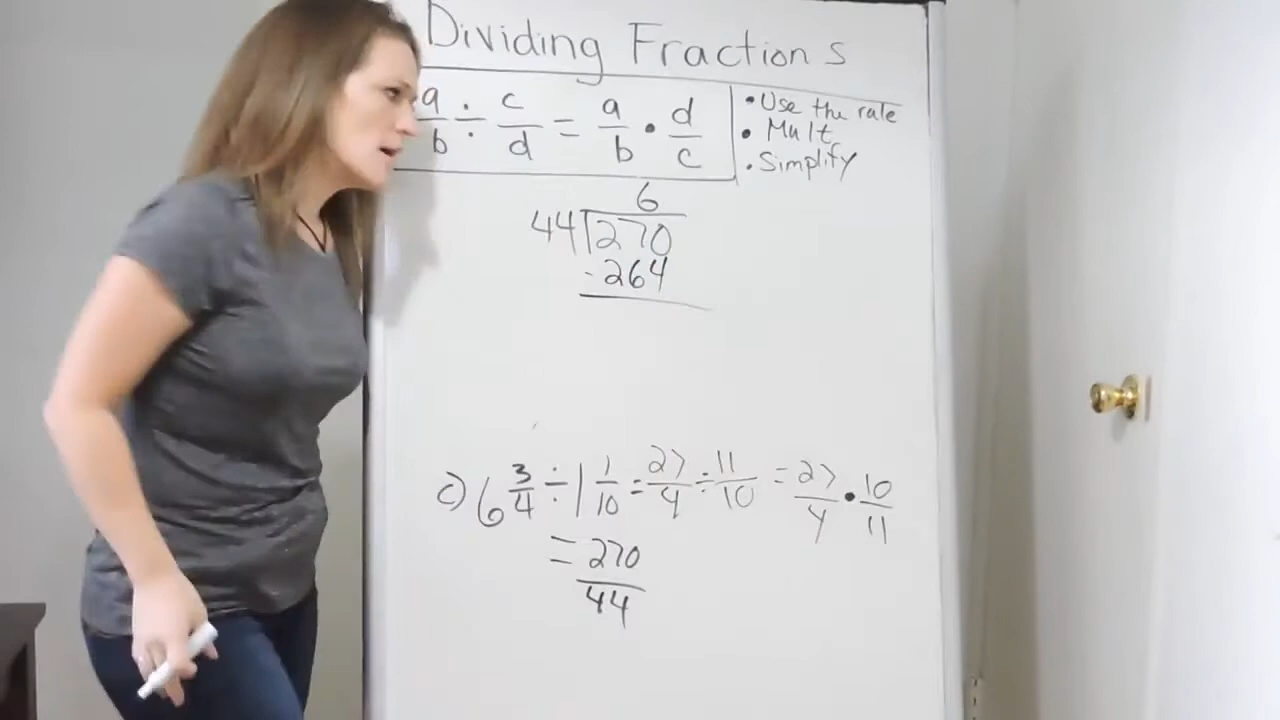 Dividing Fractions
a/b ÷ c/d = a/b • d/c
• Use the rate
• Mult
• Simplify
6
44 270
- 264
c) 6 3/4 ÷ 1 1/10 = 27/4 ÷ 11/10 = 27/4 • 10/11
= 270/44